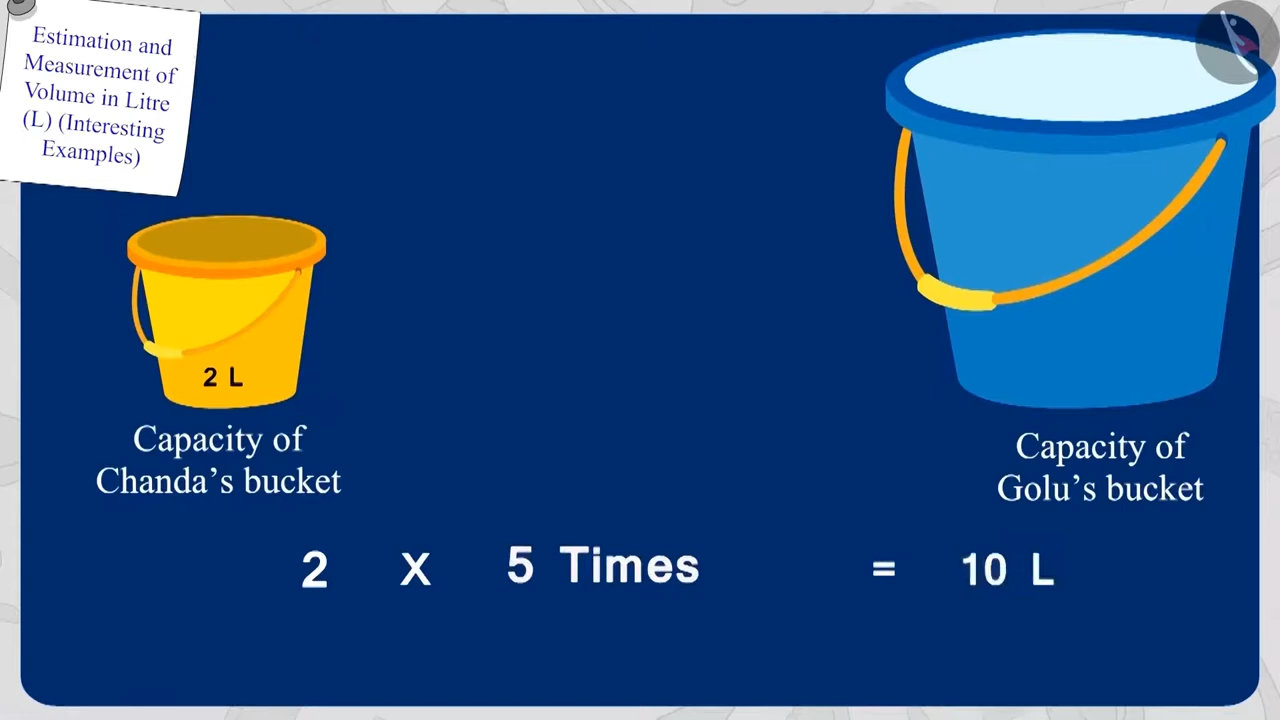 Estimation and
Measurement of
Volume in Litre
(L) (Interesting
Examples)
2 L
Capacity of
Chanda’s bucket
Capacity of
Golu’s bucket
2 X 5 Times = 10 L